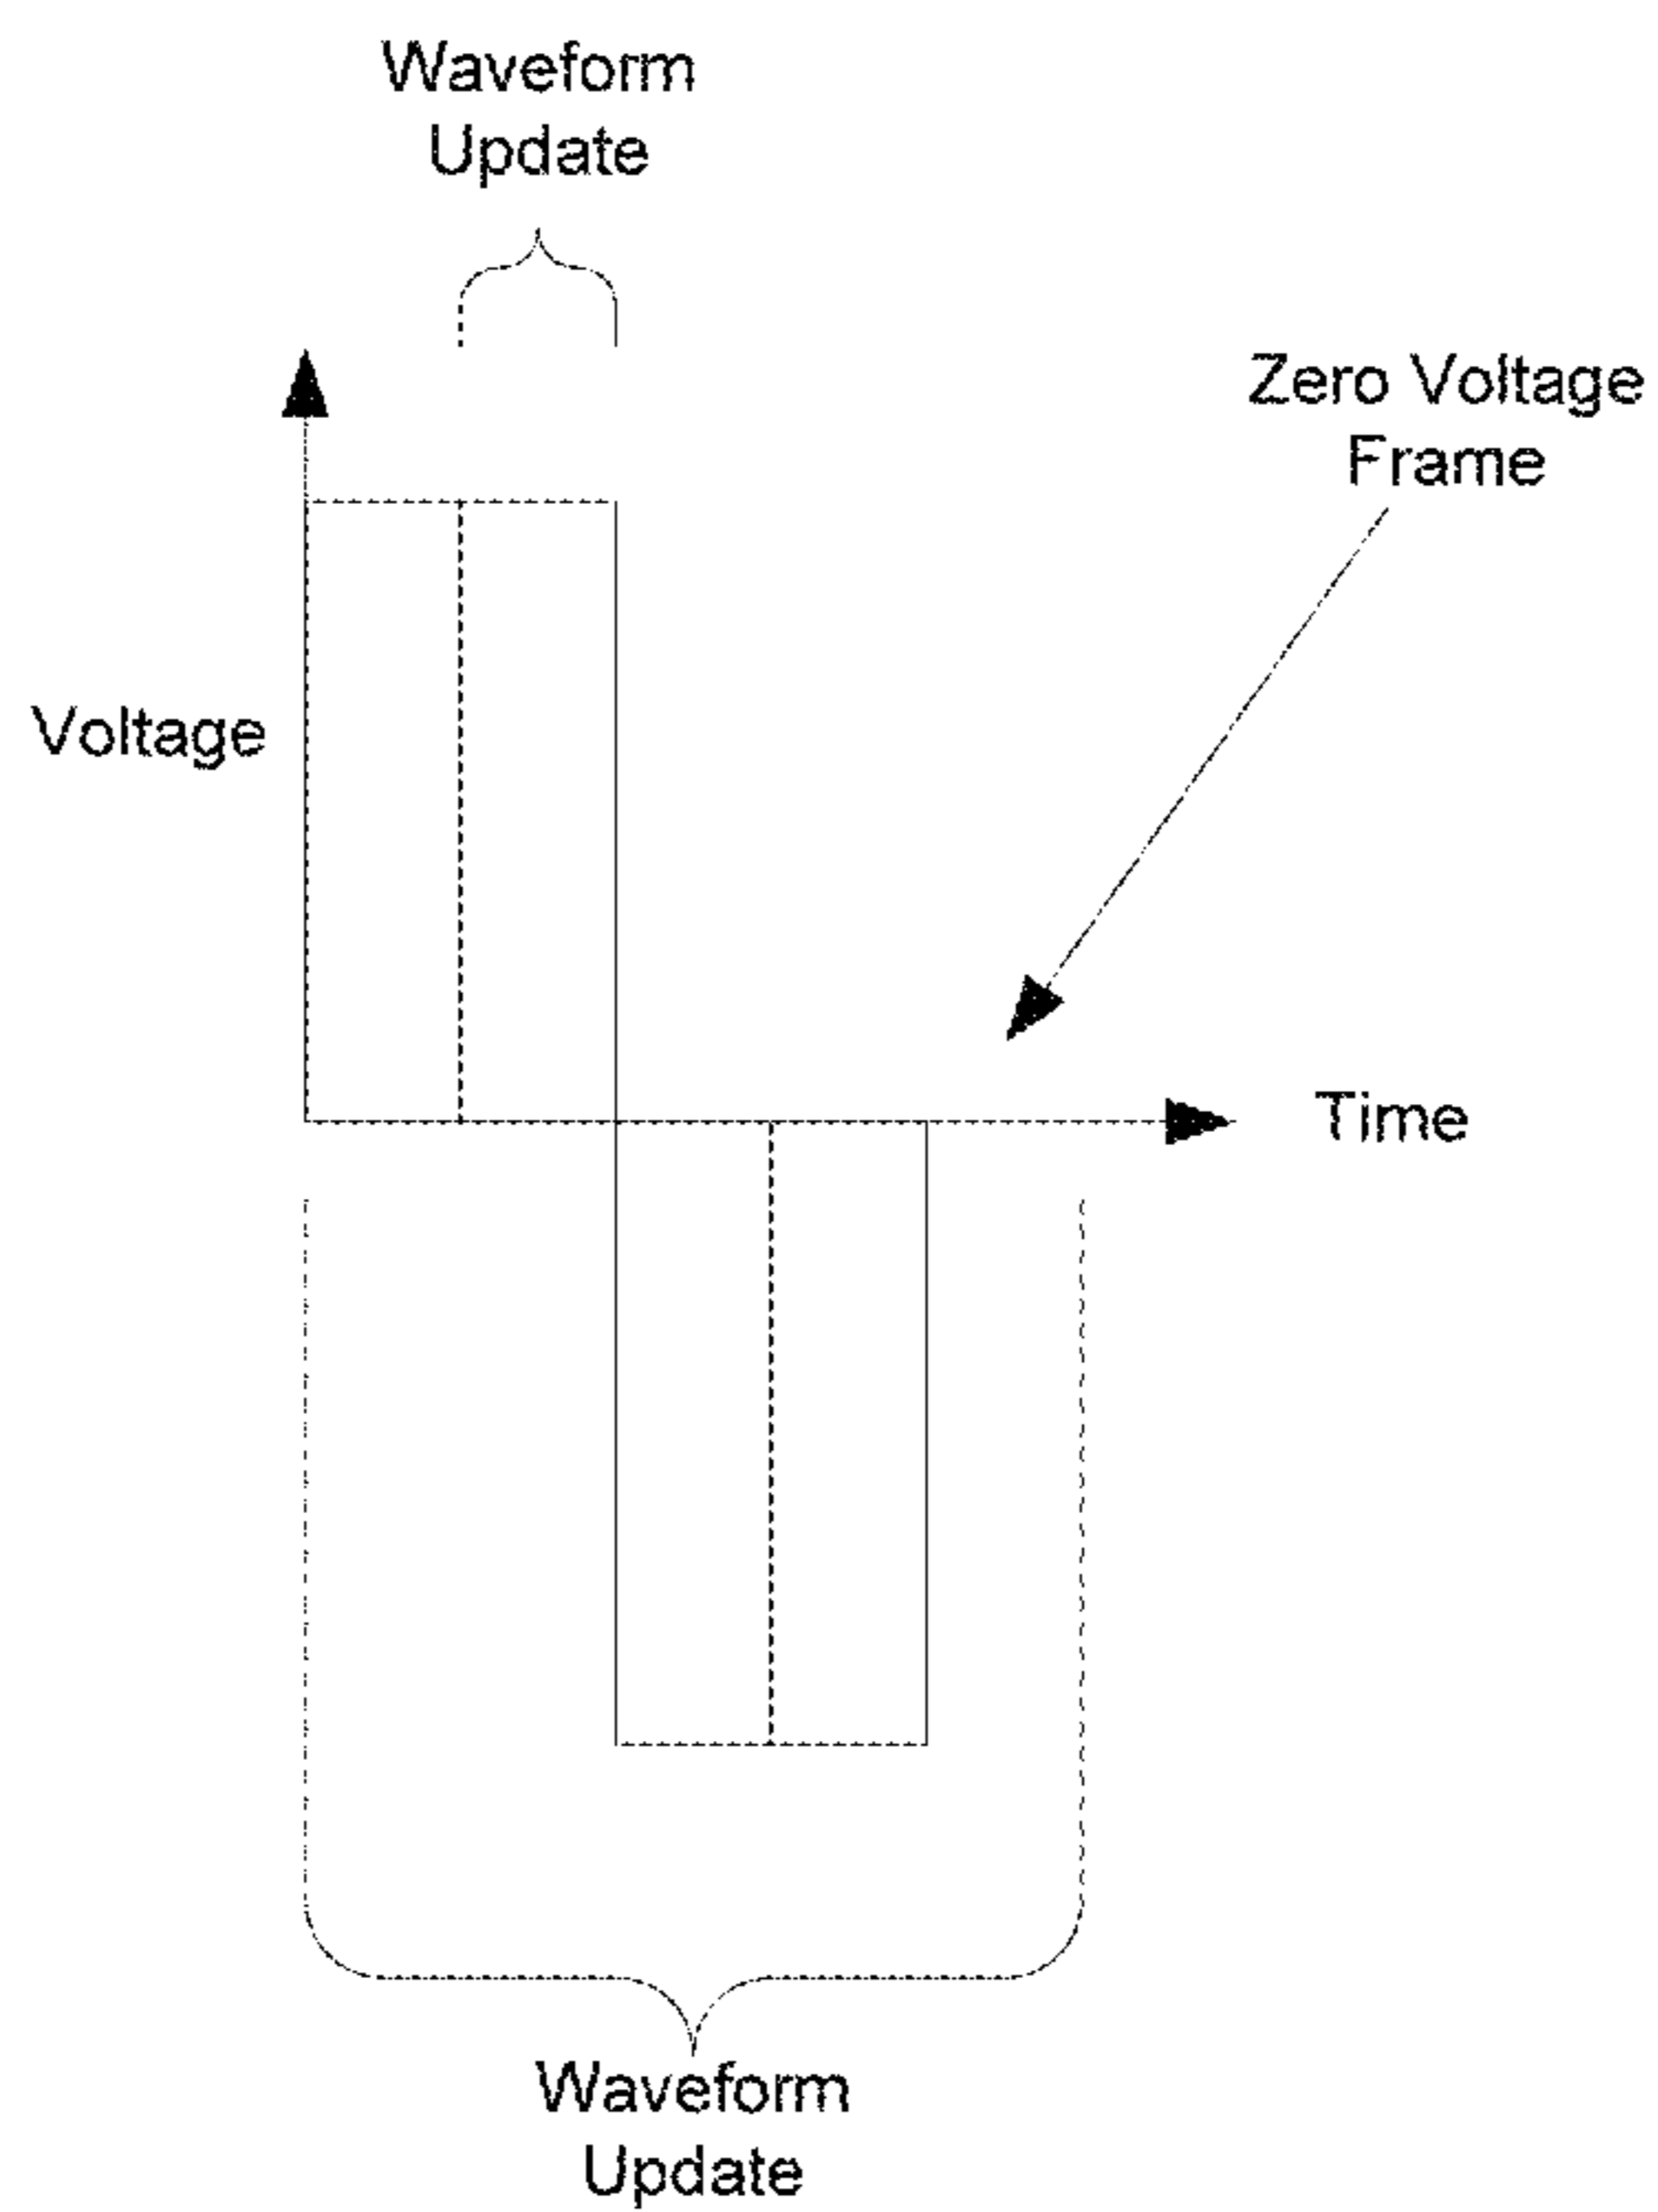 Waveform
Update
Zero Voltage
Frame
Voltage
Time
Waveform
Update